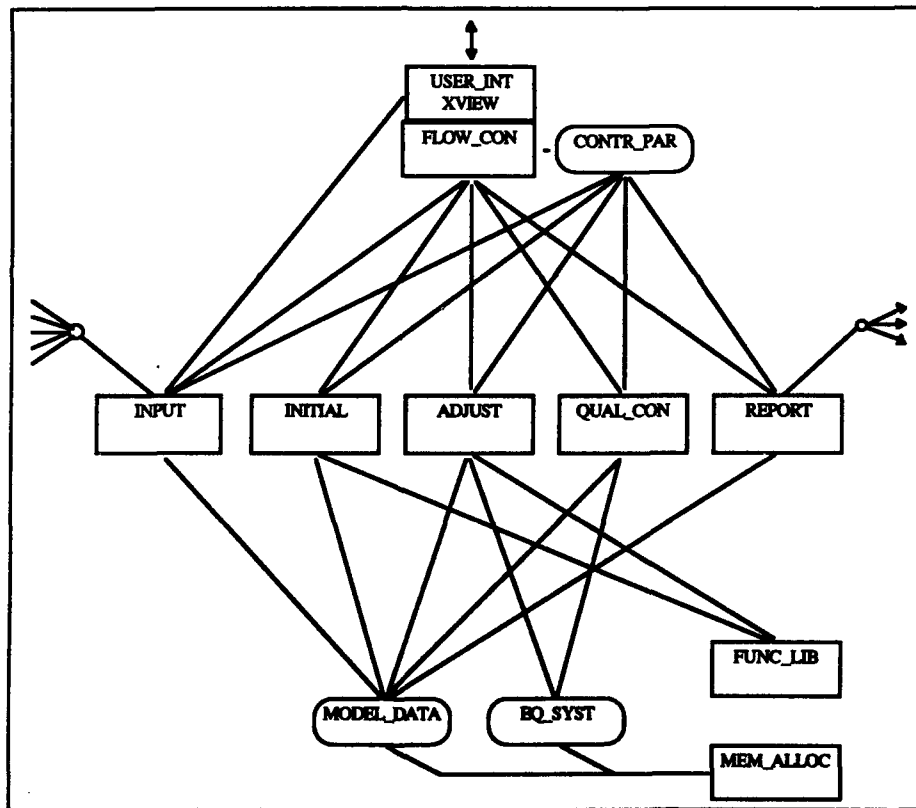 USER_INT
XVIEW
FLOW_CON
CONTR_PAR
INPUT
INITIAL
ADJUST
QUAL_CON
REPORT
FUNC_LIB
MODEL_DATA
EQ_SYST
MEM_ALLOC